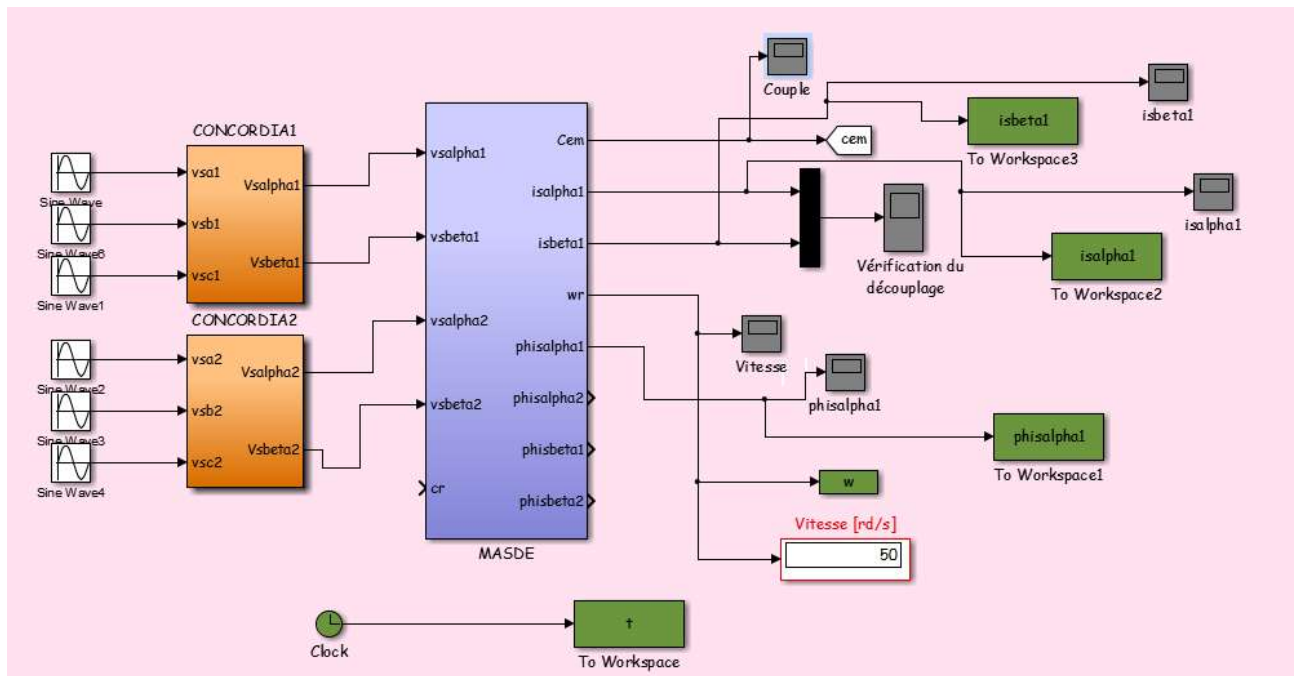 CONCORDIA1
Sine Wave
Sine Wave6
Sine Wave1
vsa1
vsb1
vsc1
Vsalpha1
Vsbeta1
CONCORDIA2
Sine Wave2
Sine Wave3
Sine Wave4
vsa2
vsb2
vsc2
Vsalpha2
Vsbeta2
vsalpha1
vsbeta1
vsalpha2
vsbeta2
cr
Cem
isalpha1
isbeta1
wr
phisalpha1
phisalpha2
phisbeta1
phisbeta2
MASDE
Couple
cem
isbeta1
To Workspace3
isbeta1
isalpha1
Vérification du
découplage
isalpha1
To Workspace2
Vitesse
phisalpha1
phisalpha1
To Workspace1
w
Vitesse [rd/s]
50
Clock
t
To Workspace